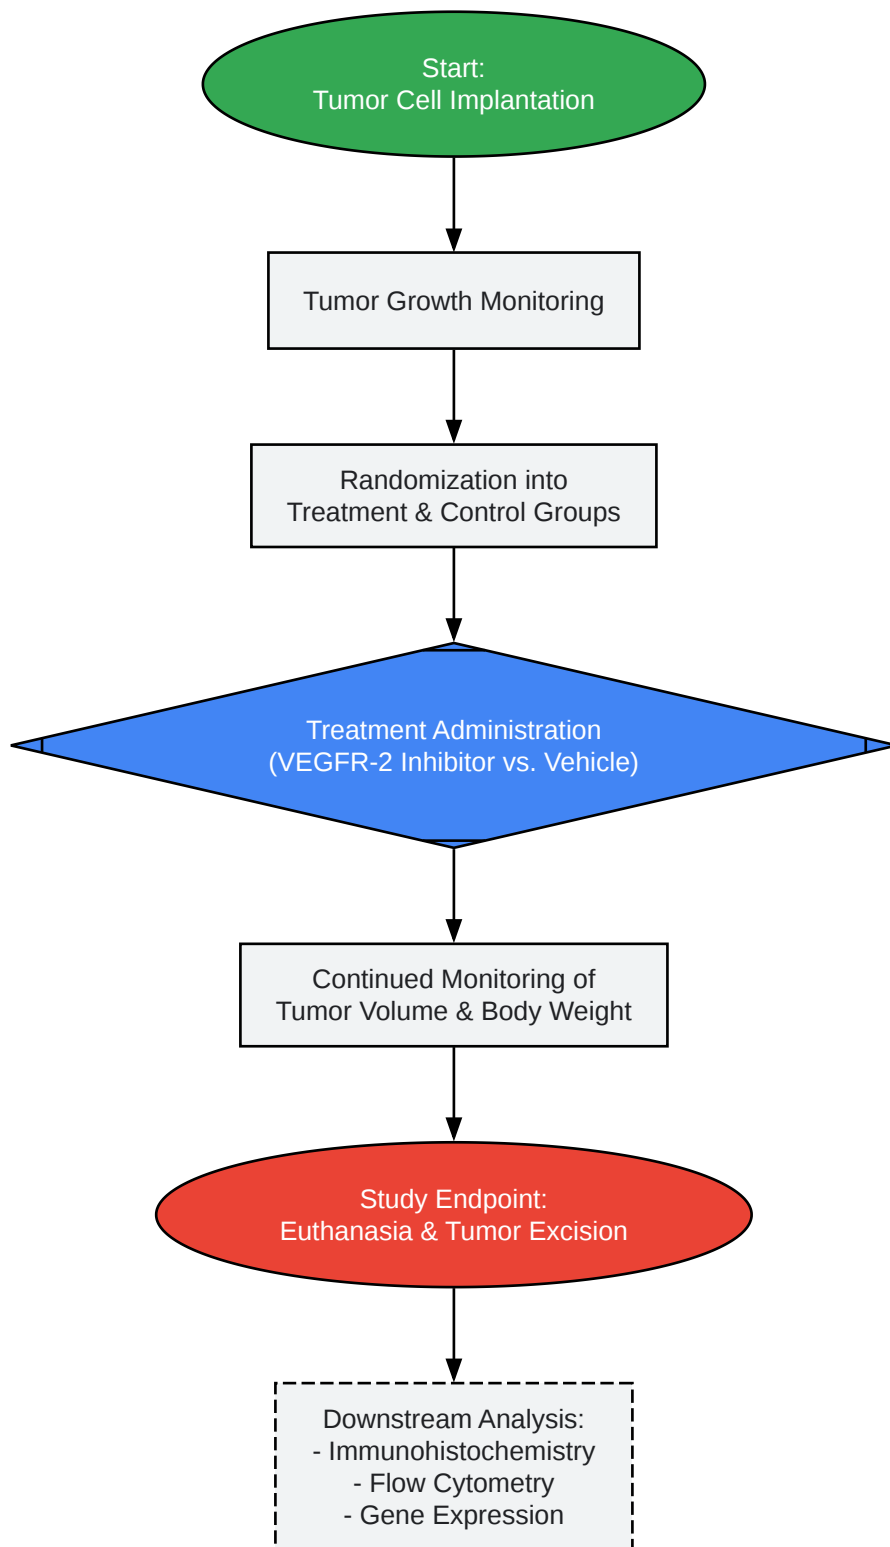 Start:
Tumor Cell Implantation
Tumor Growth Monitoring
Randomization into
Treatment & Control Groups
Treatment Administration
(VEGFR-2 Inhibitor vs. Vehicle)
Continued Monitoring of
Tumor Volume & Body Weight
Study Endpoint:
Euthanasia & Tumor Excision
Downstream Analysis:
- Immunohistochemistry
- Flow Cytometry
- Gene Expression